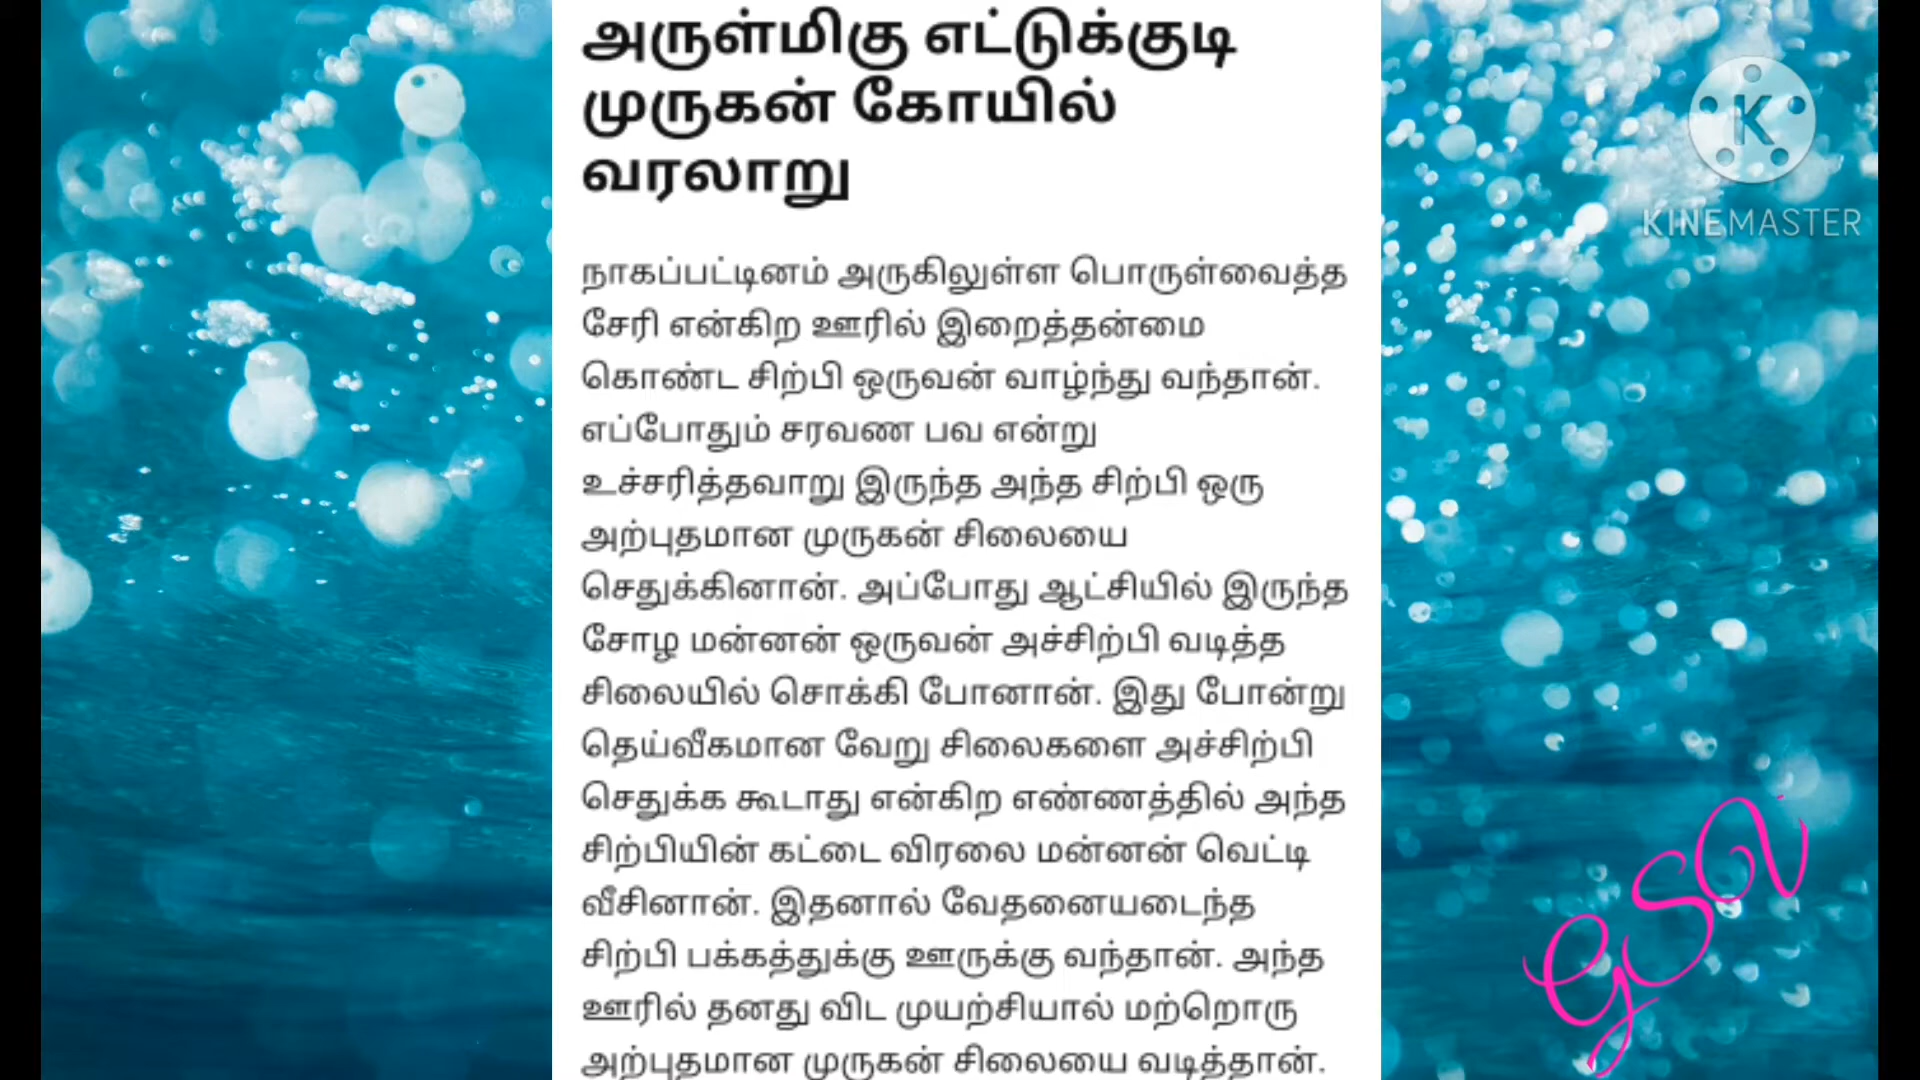 அருள்மிகு எட்டுக்குடி
முருகன் கோயில்
வரலாறு
நாகப்பட்டினம் அருகிலுள்ள பொருள்வைத்த
சேரி என்கிற ஊரில் இறைத்தன்மை
கொண்ட சிற்பி ஒருவன் வாழ்ந்து வந்தான்.
எப்போதும் சரவண பவ என்று
உச்சரித்தவாறு இருந்த அந்த சிற்பி ஒரு
அற்புதமான முருகன் சிலையை
செதுக்கினான். அப்போது ஆட்சியில் இருந்த
சோழ மன்னன் ஒருவன் அச்சிற்பி வடித்த
சிலையில் சொக்கி போனான். இது போன்று
தெய்வீகமான வேறு சிலைகளை அச்சிற்பி
செதுக்க கூடாது என்கிற எண்ணத்தில் அந்த
சிற்பியின் கட்டை விரலை மன்னன் வெட்டி
வீசினான். இதனால் வேதனையடைந்த
சிற்பி பக்கத்துக்கு ஊருக்கு வந்தான். அந்த
ஊரில் தனது விட முயற்சியால் மற்றொரு
அற்புதமான முருகன் சிலையை வடித்தான்.
K
KINEMASTER
GSOV